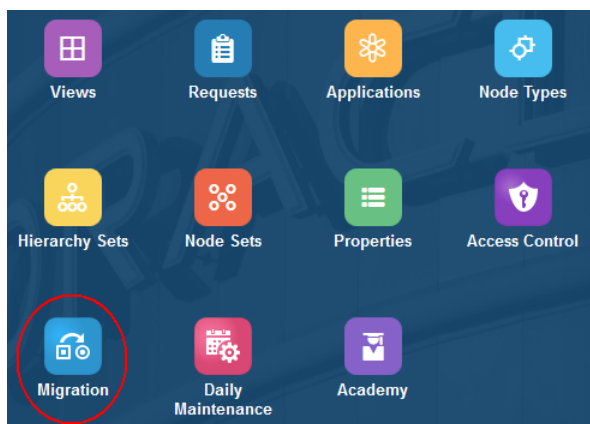 Views
Requests
Applications
Node Types
Hierarchy Sets
Node Sets
Properties
Access Control
Migration
Daily
Maintenance
Academy